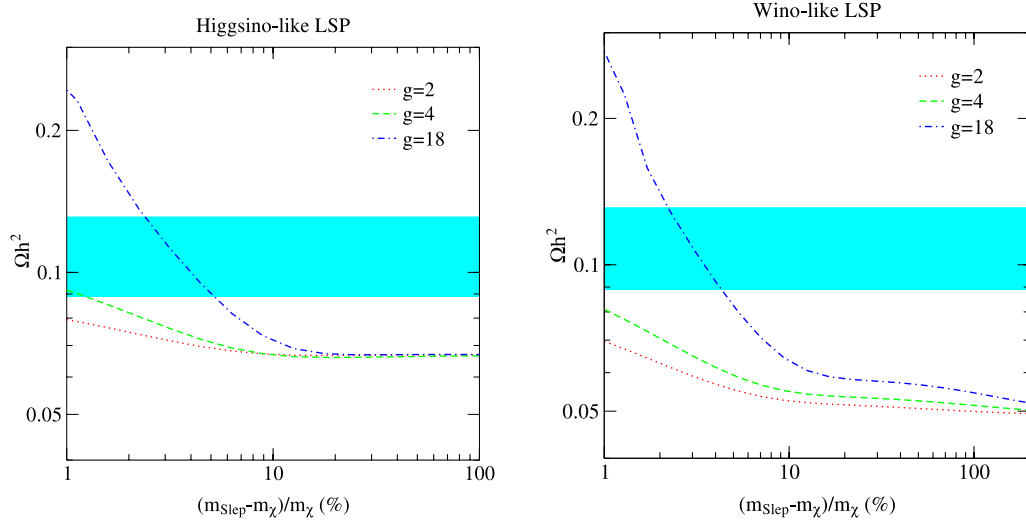 Higgsino-like LSP
g=2
g=4
g=18
0.2
0.1
0.05
Ωh²
1
10
100
(m_Slep-m_χ)/m_χ (%)
Wino-like LSP
g=2
g=4
g=18
0.2
0.1
0.05
Ωh²
1
10
100
(m_Slep-m_χ)/m_χ (%)